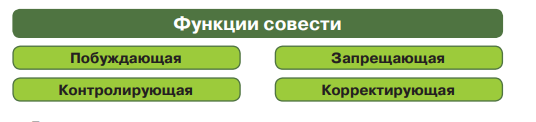 Функции совести
Побуждающая
Запрещающая
Контролирующая
Корректирующая